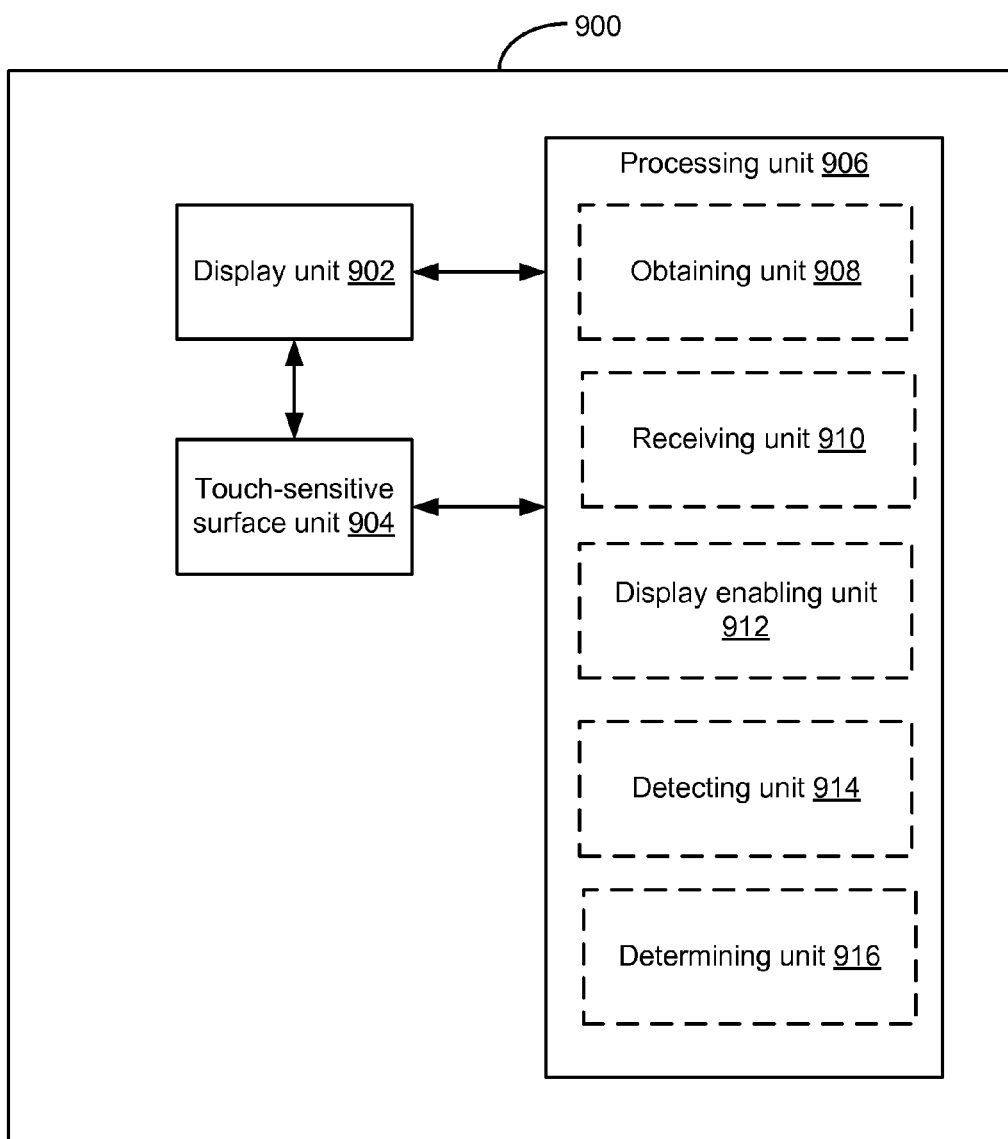 900
Processing unit 906
Display unit 902
Obtaining unit 908
Receiving unit 910
Touch-sensitive
surface unit 904
Display enabling unit
912
Detecting unit 914
Determining unit 916